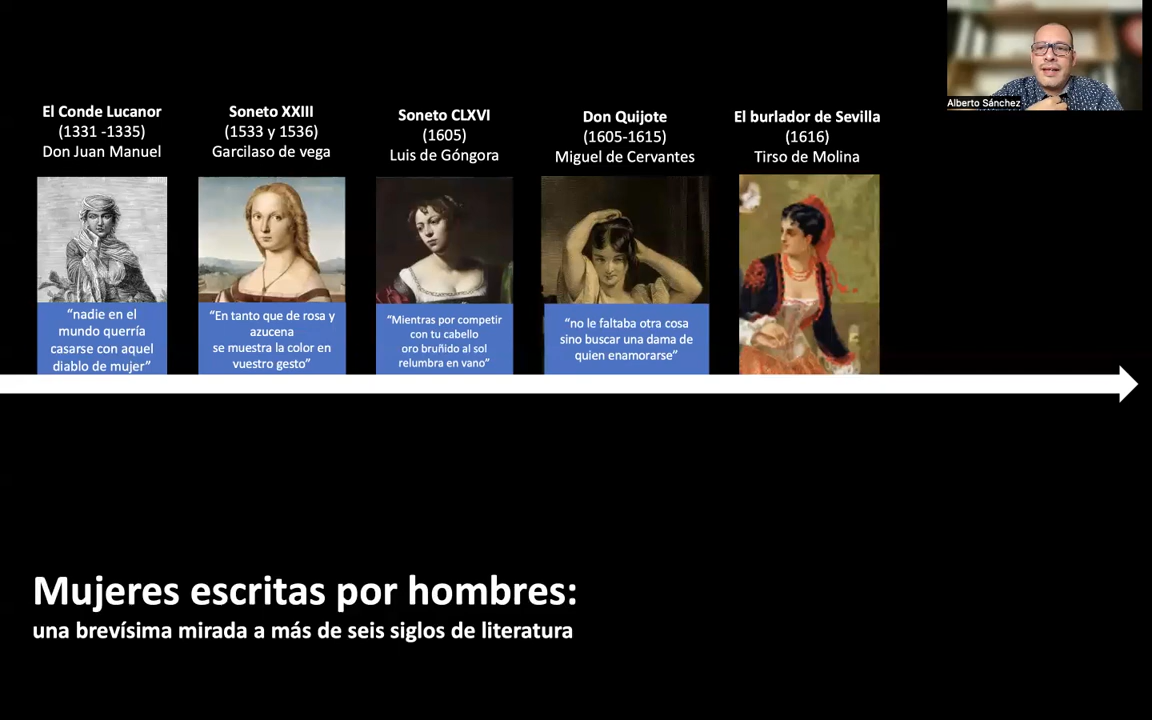 Alberto Sánchez
El Conde Lucanor
(1331 -1335)
Don Juan Manuel
Soneto XXIII
(1533 y 1536)
Garcilaso de vega
Soneto CLXVI
(1605)
Luis de Góngora
Don Quijote
(1605-1615)
Miguel de Cervantes
El burlador de Sevilla
(1616)
Tirso de Molina
“nadie en el
mundo querría
casarse con aquel
diablo de mujer”
“En tanto que de rosa y
azucena
se muestra la color en
vuestro gesto”
“Mientras por competir
con tu cabello
oro bruñido al sol
relumbra en vano”
“no le faltaba otra cosa
sino buscar una dama de
quien enamorarse”
Mujeres escritas por hombres:
una brevísima mirada a más de seis siglos de literatura